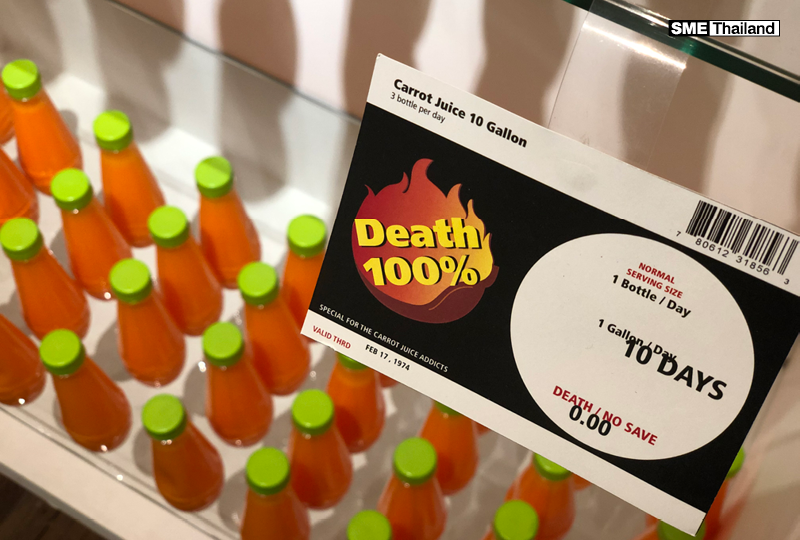 SME Thailand
Carrot Juice 10 Gallon
3 bottle per day
7 80612 31856 3
Death
100%
NORMAL
SERVING SIZE
1 Bottle / Day
1 Gallon / Day
10 DAYS
DEATH / NO SAVE
0.00
SPECIAL FOR THE CARROT JUICE ADDICTS
VALID THRD FEB 17, 1974